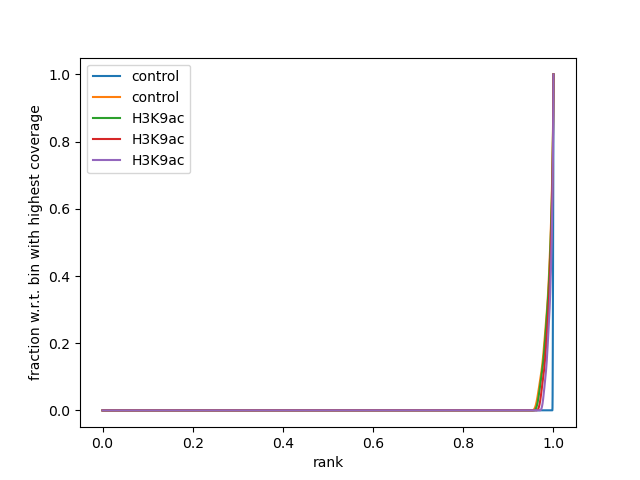 control
control
H3K9ac
H3K9ac
H3K9ac
fraction w.r.t. bin with highest coverage
1.0
0.8
0.6
0.4
0.2
0.0
0.0 0.2 0.4 0.6 0.8 1.0
rank